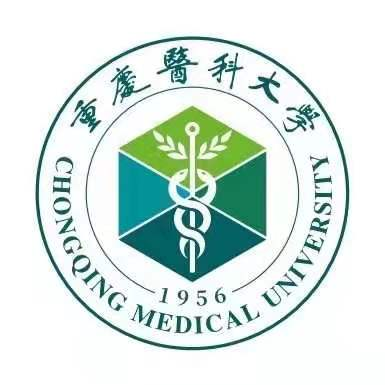 重慶醫科大學
1956
CHONGQING MEDICAL UNIVERSITY